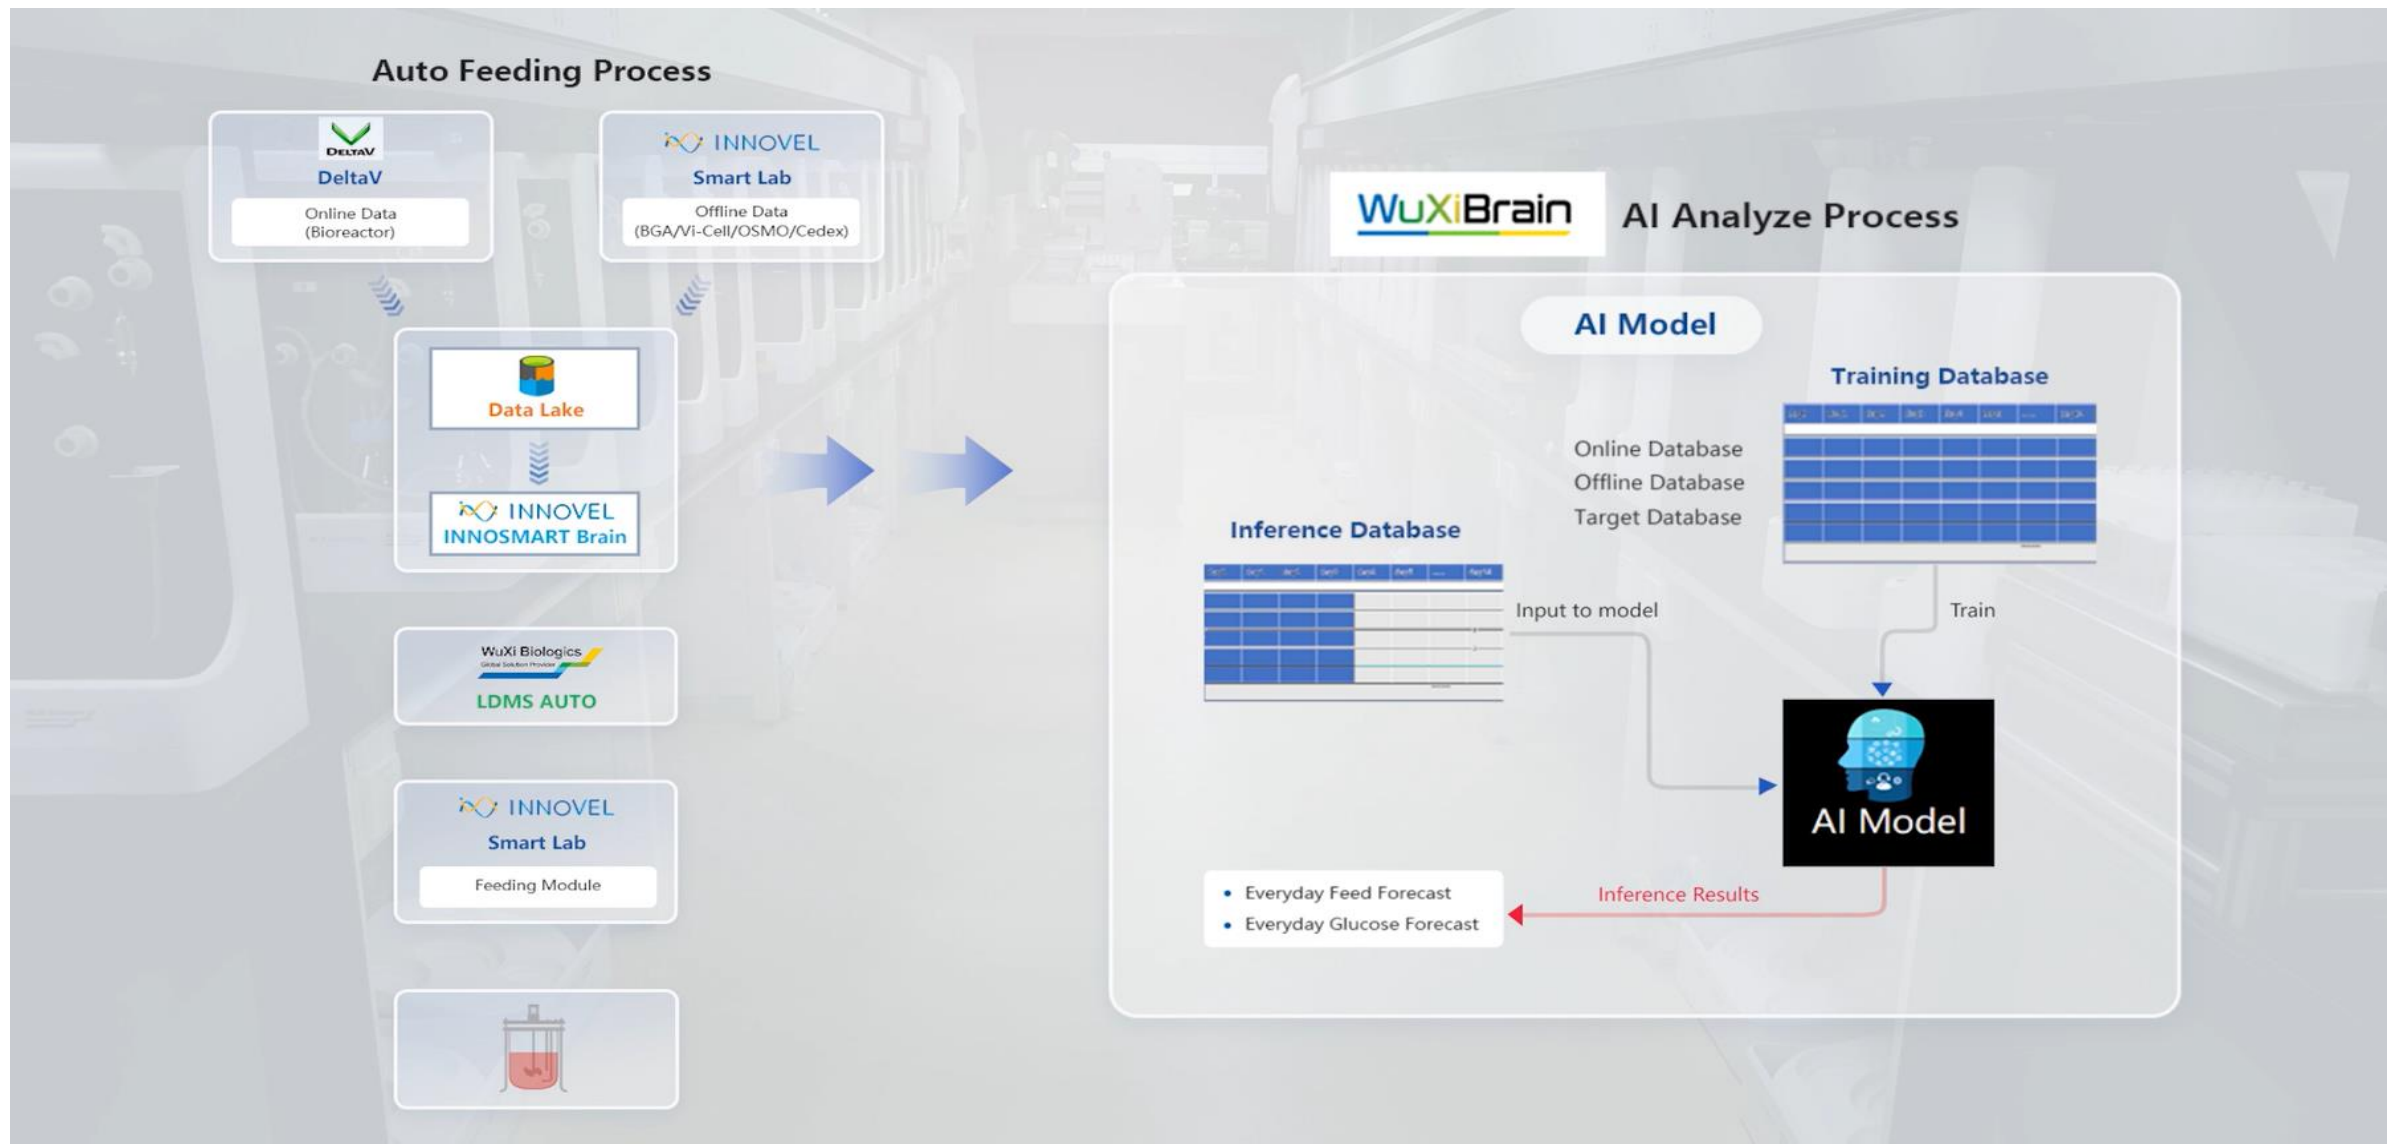 Auto Feeding Process
DELTAV
DeltaV
Online Data
(Bioreactor)
INNOVEL
Smart Lab
Offline Data
(BGA/Vi-Cell/OSMO/Cedex)
Data Lake
INNOVEL
INNOSMART Brain
WuXi Biologics
Global Solution Provider
LDMS AUTO
INNOVEL
Smart Lab
Feeding Module
WuXiBrain
AI Analyze Process
AI Model
Training Database
Online Database
Offline Database
Target Database
Inference Database
Input to model
Train
AI Model
Inference Results
• Everyday Feed Forecast
• Everyday Glucose Forecast